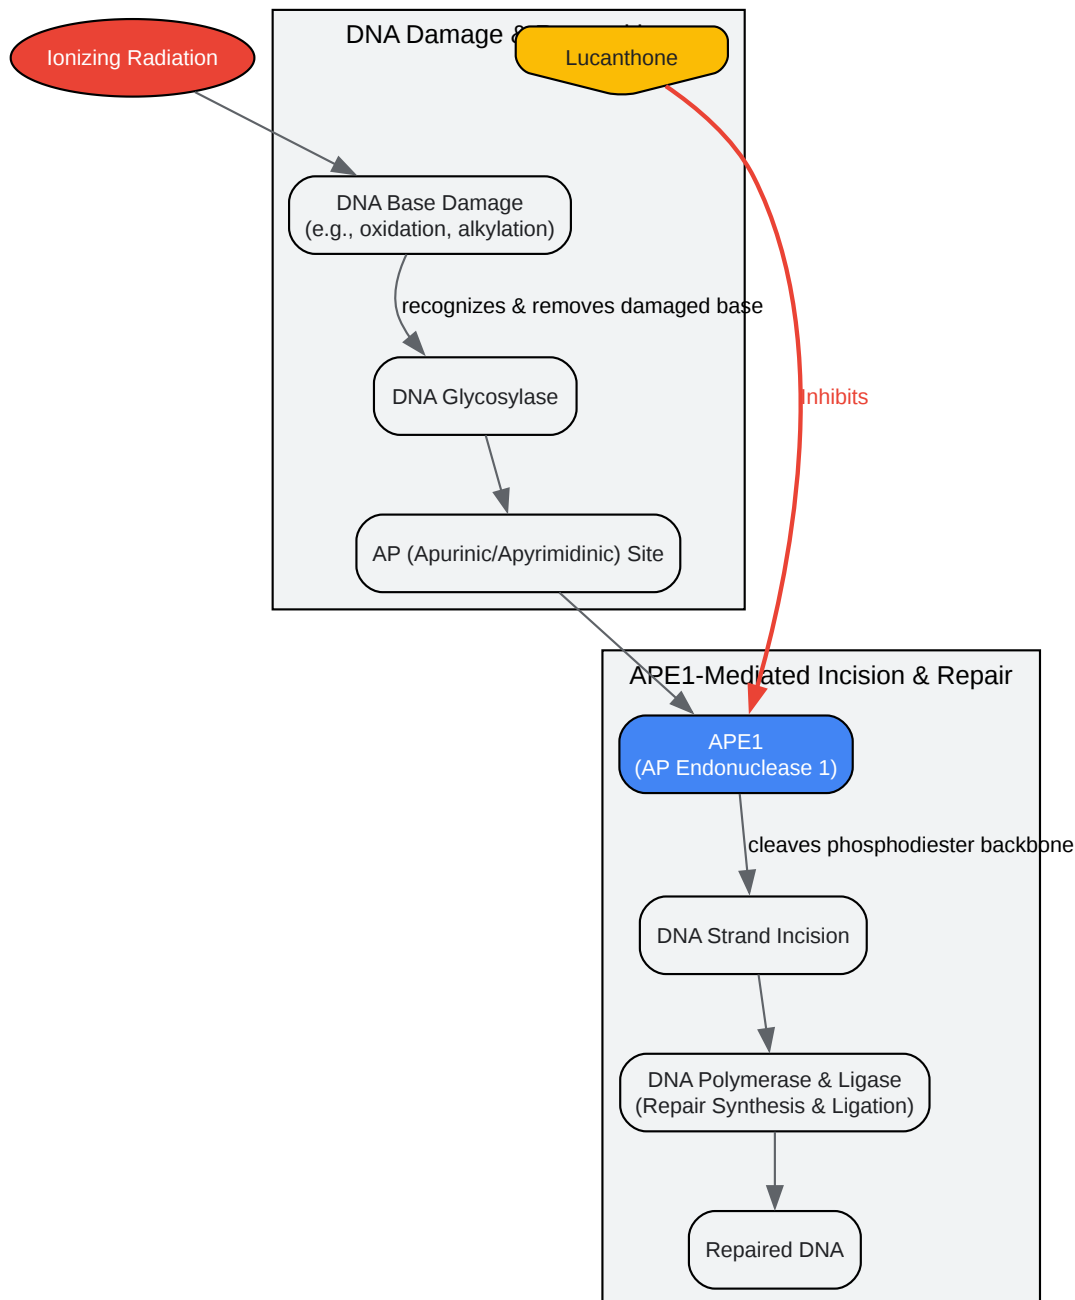 DNA Damage &
Ionizing Radiation
Lucanthone
DNA Base Damage
(e.g., oxidation, alkylation)
recognizes & removes damaged base
DNA Glycosylase
Inhibits
AP (Apurinic/Apyrimidinic) Site
APE1-Mediated Incision & Repair
APE1
(AP Endonuclease 1)
cleaves phosphodiester backbone
DNA Strand Incision
DNA Polymerase & Ligase
(Repair Synthesis & Ligation)
Repaired DNA